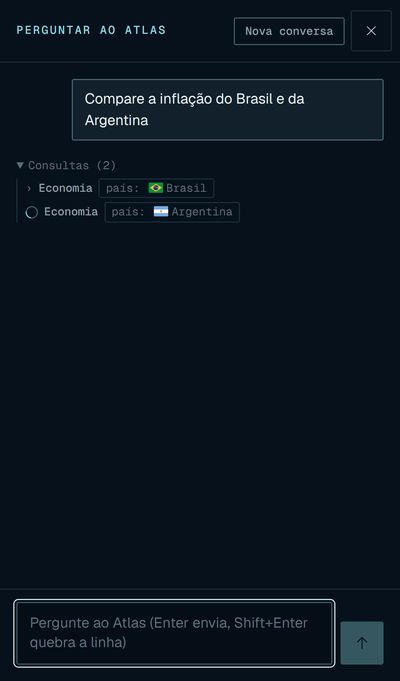 PERGUNTAR AO ATLAS
Nova conversa
Compare a inflação do Brasil e da
Argentina
Consultas (2)
Economia país: Brasil
Economia país: Argentina
Pergunte ao Atlas (Enter envia, Shift+Enter
quebra a linha)